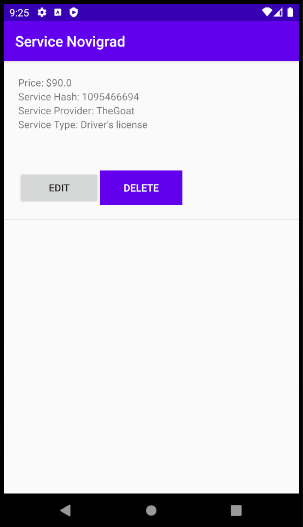 9:25
Service Novigrad
Price: $90.0
Service Hash: 1095466694
Service Provider: TheGoat
Service Type: Driver's license
EDIT DELETE